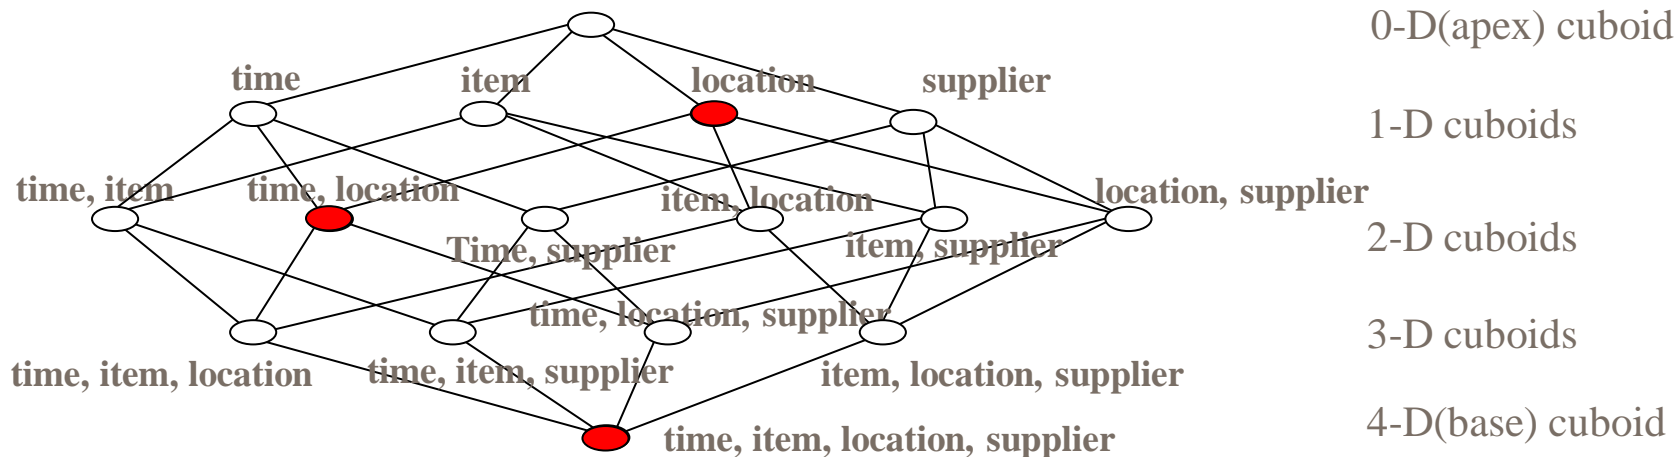 0-D(apex) cuboid
time
item
location
supplier
1-D cuboids
time, item
time, location
item, location
location, supplier
Time, supplier
item, supplier
2-D cuboids
time, location, supplier
3-D cuboids
time, item, location
time, item, supplier
item, location, supplier
time, item, location, supplier
4-D(base) cuboid